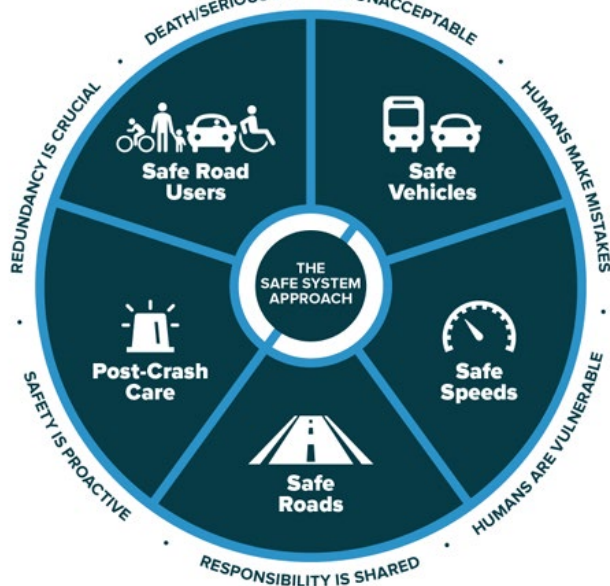 DEATH/SERIOUS
UNACCEPTABLE
HUMANS MAKE MISTAKES
HUMANS ARE VULNERABLE
RESPONSIBILITY IS SHARED
SAFETY IS PROACTIVE
REDUNDANCY IS CRUCIAL
Safe Road
Users
Safe
Vehicles
THE
SAFE SYSTEM
APPROACH
Post-Crash
Care
Safe
Speeds
Safe
Roads